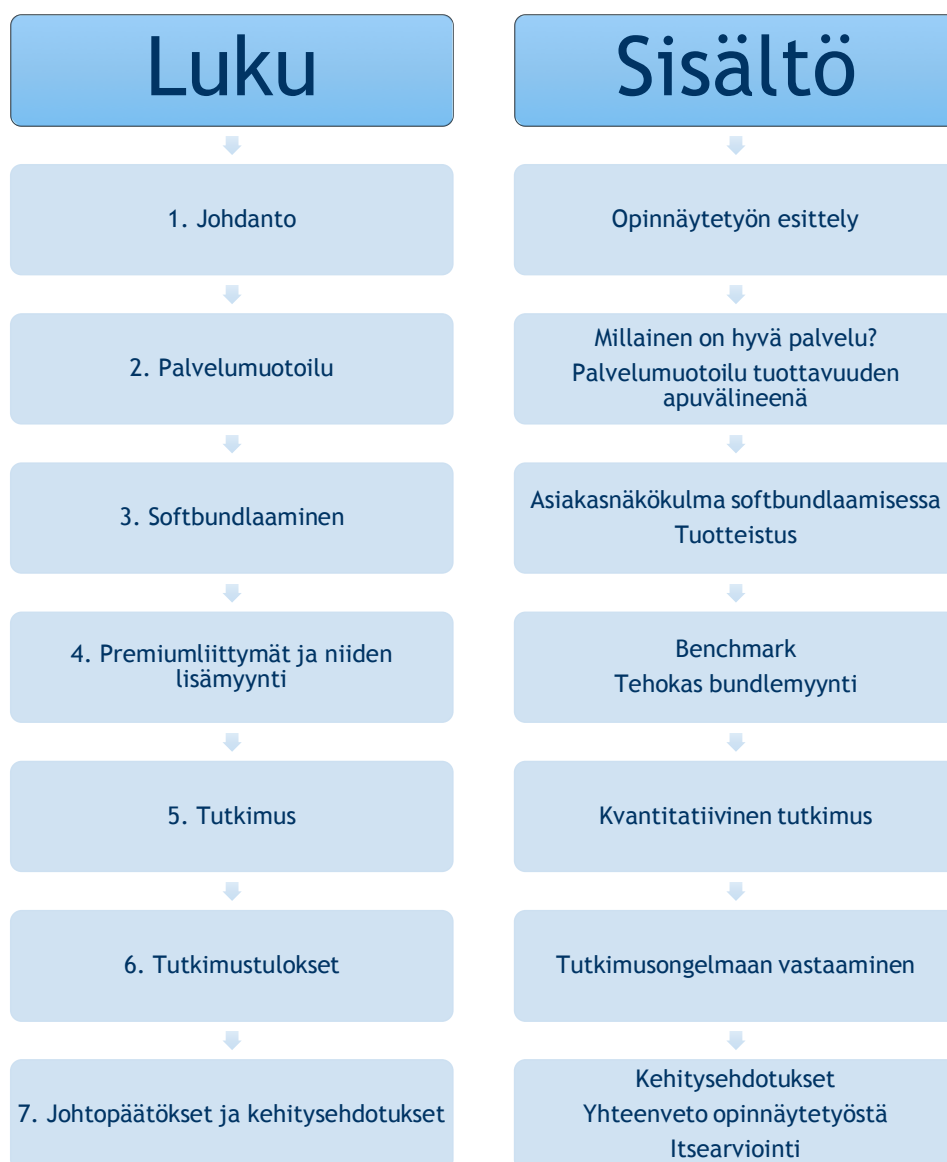 Luku
Sisältö
1. Johdanto
Opinnäytetyön esittely
2. Palvelumuotoilu
Millainen on hyvä palvelu?
Palvelumuotoilu tuottavuuden
apuvälineenä
3. Softbundlaaminen
Asiakasnäkökulma softbundlaamisessa
Tuotteistus
4. Premiumliittymät ja niiden
lisämyynti
Benchmark
Tehokas bundlemyynti
5. Tutkimus
Kvantitatiivinen tutkimus
6. Tutkimustulokset
Tutkimusongelmaan vastaaminen
7. Johtopäätökset ja kehitysehdotukset
Kehitysehdotukset
Yhteenveto opinnäytetyöstä
Itsearviointi